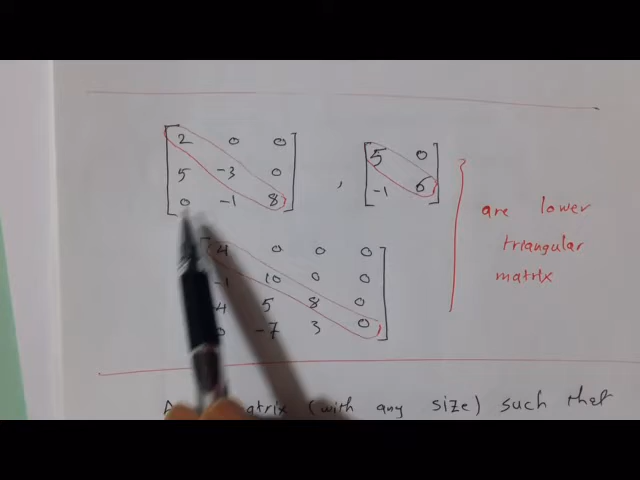 2 0 0
5 -3 0
0 -1 8
,
5 0
-1 6
4 0 0 0
-1 10 0 0
4 5 8 0
0 -7 3 0
are lower
triangular
matrix
(with any size) such that